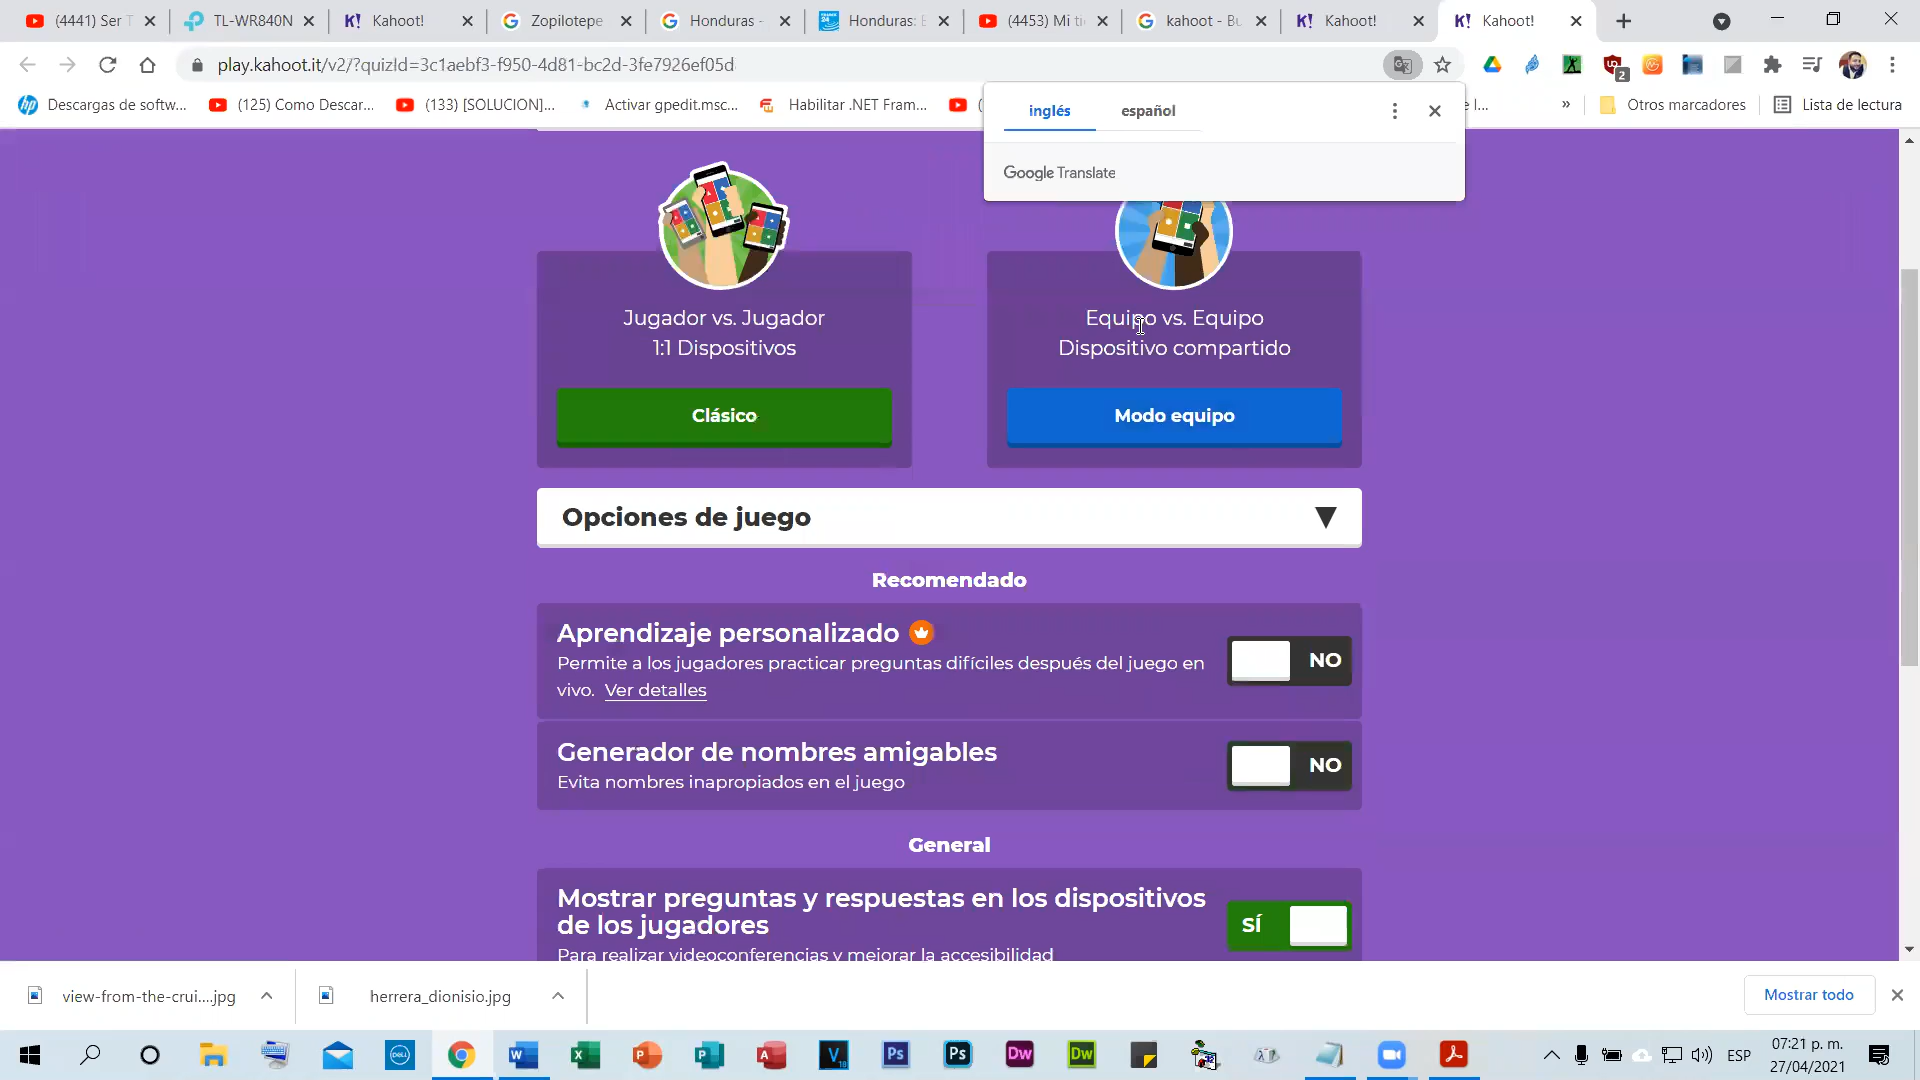 (4441) Ser T
TL-WR840N
Kahoot!
Zopilotepe
Honduras -
Honduras: E
(4453) Mi ti
kahoot - Bu
Kahoot!
Kahoot!
play.kahoot.it/v2/?quizId=3c1aebf3-f950-4d81-bc2d-3fe7926ef05d
2
Descargas de softw...
(125) Como Descar...
(133) [SOLUCION]...
Activar gpedit.msc...
Habilitar .NET Fram...
Otros marcadores
Lista de lectura
inglés
español
Google Translate
Jugador vs. Jugador
1:1 Dispositivos
Clásico
Equipo vs. Equipo
Dispositivo compartido
Modo equipo
Opciones de juego
Recomendado
Aprendizaje personalizado
Permite a los jugadores practicar preguntas difíciles después del juego en
vivo. Ver detalles
NO
Generador de nombres amigables
Evita nombres inapropiados en el juego
NO
General
Mostrar preguntas y respuestas en los dispositivos
de los jugadores
Para realizar videoconferencias y mejorar la accesibilidad
SÍ
view-from-the-crui....jpg
herrera_dionisio.jpg
Mostrar todo
ESP
07:21 p. m.
27/04/2021